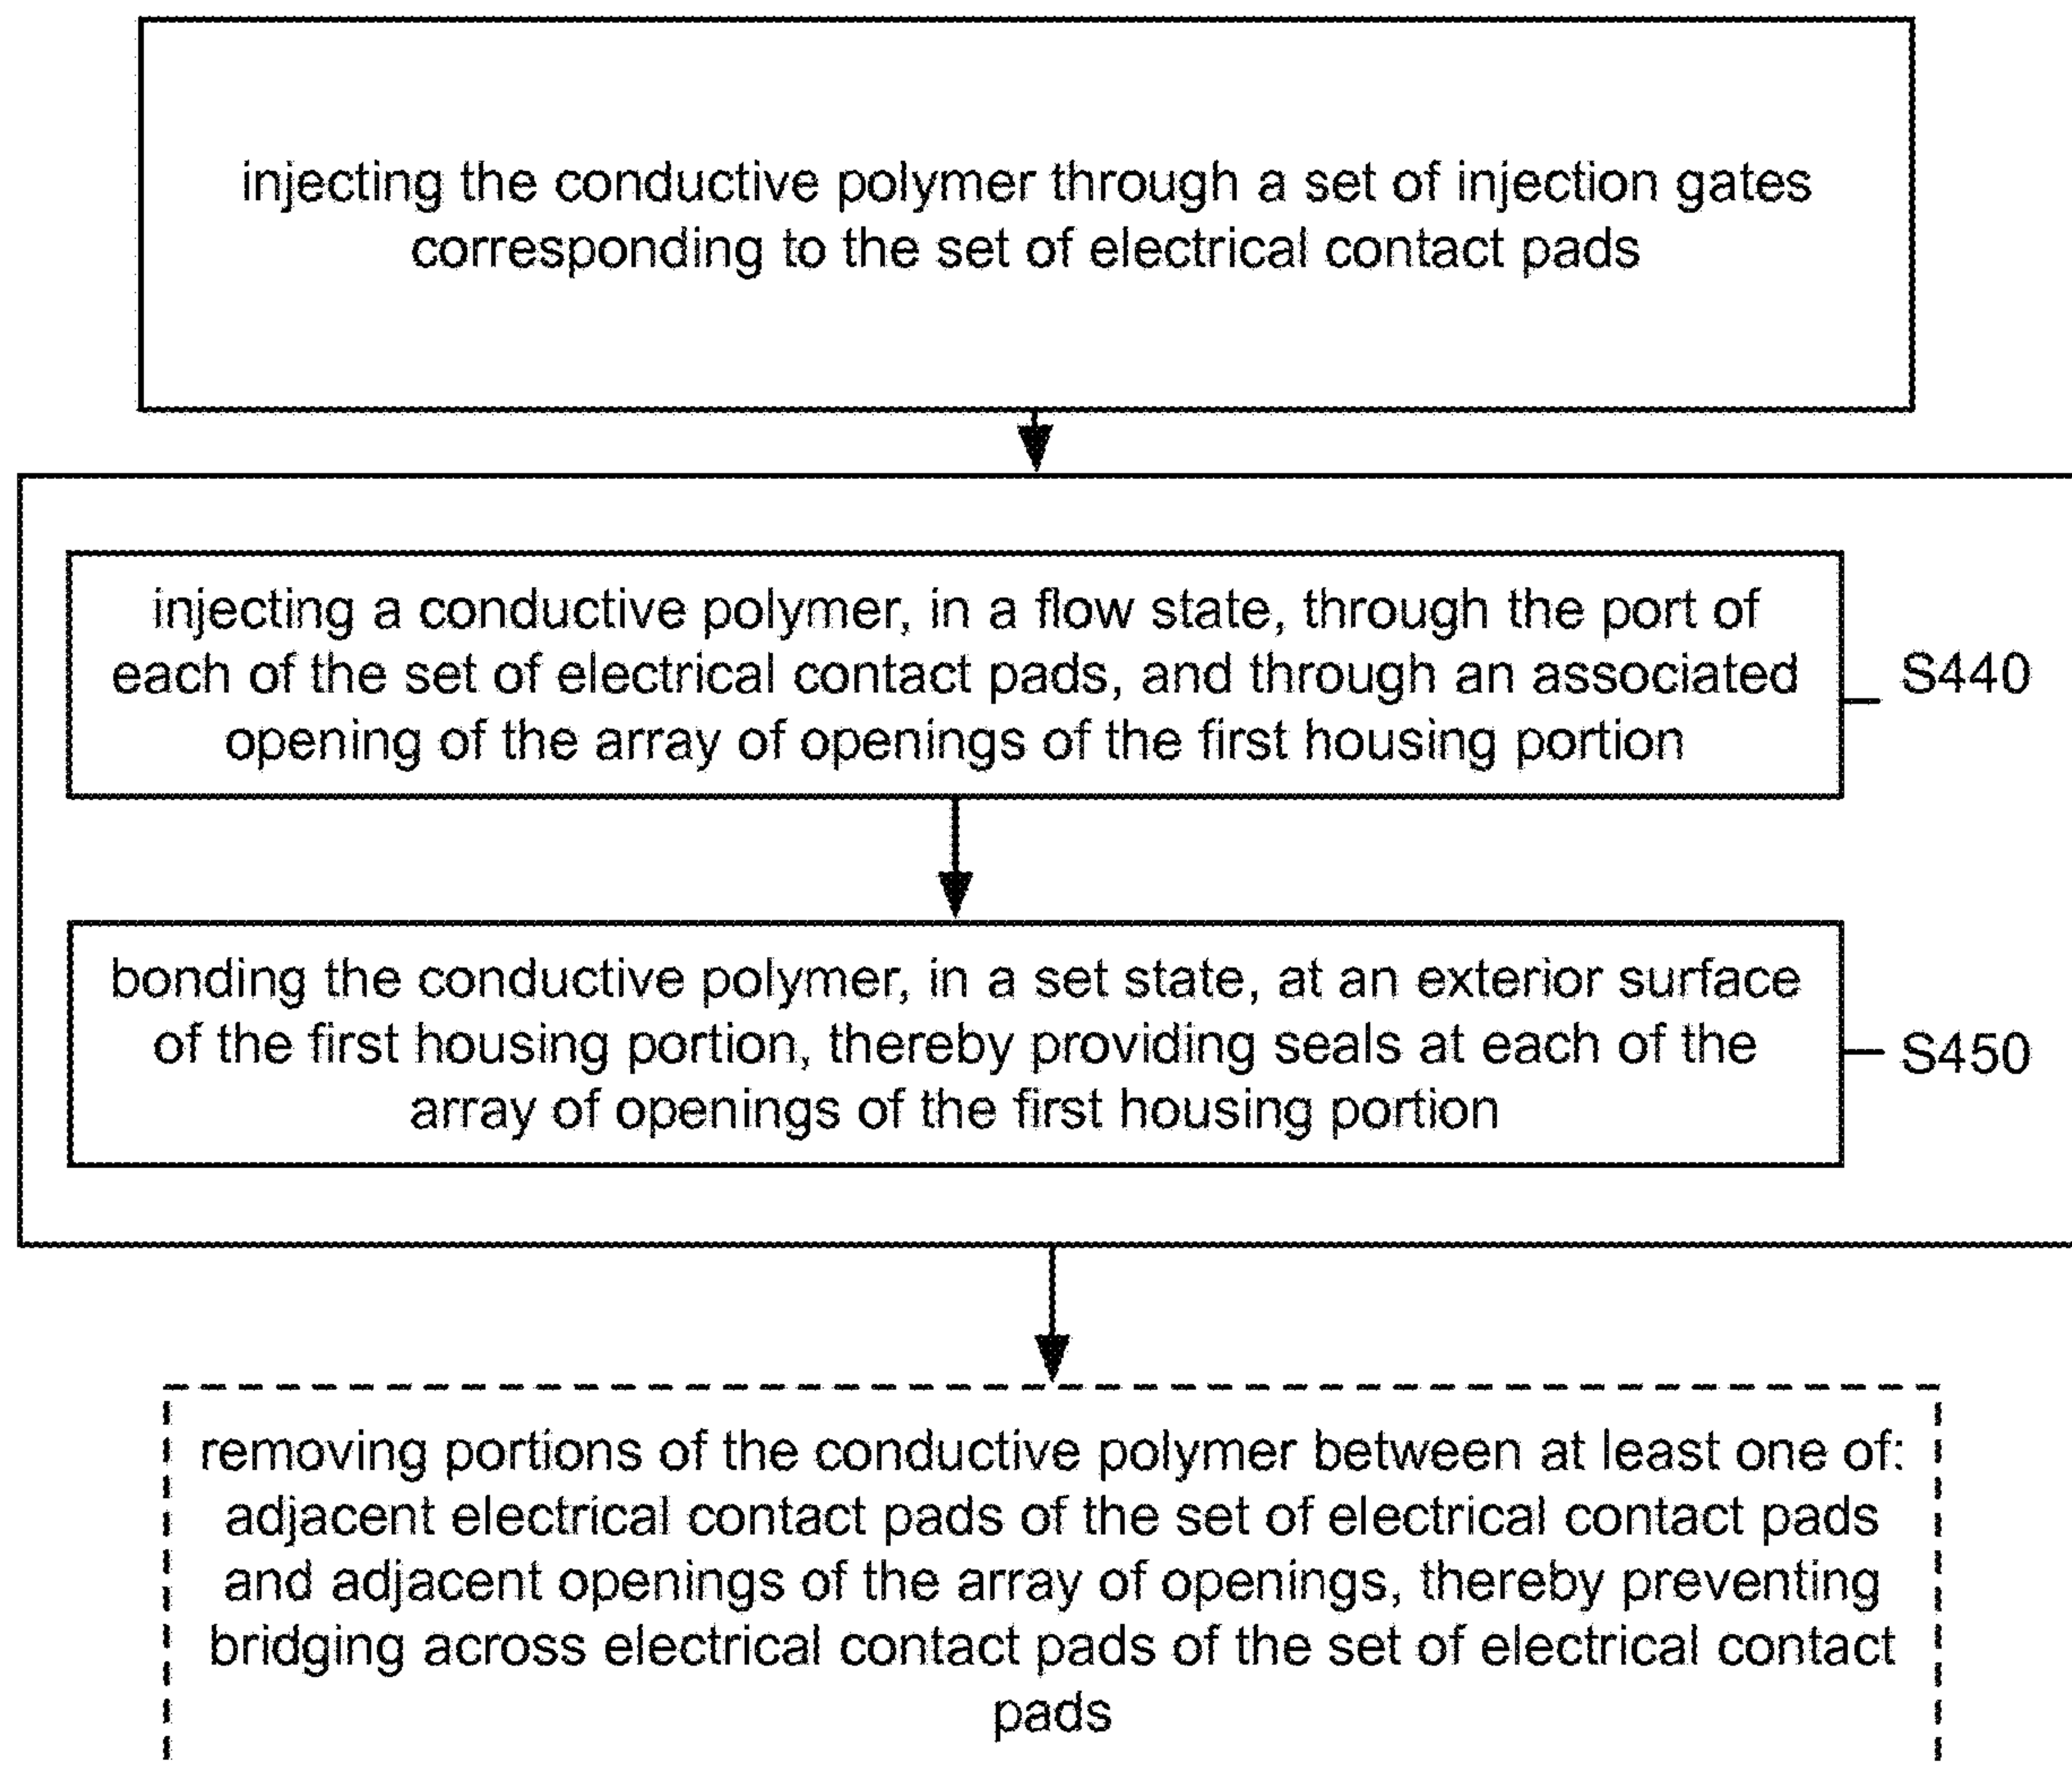 injecting the conductive polymer through a set of injection gates
corresponding to the set of electrical contact pads
injecting a conductive polymer, in a flow state, through the port of
each of the set of electrical contact pads, and through an associated
opening of the array of openings of the first housing portion
S440
bonding the conductive polymer, in a set state, at an exterior surface
of the first housing portion, thereby providing seals at each of the
array of openings of the first housing portion
S450
removing portions of the conductive polymer between at least one of:
adjacent electrical contact pads of the set of electrical contact pads
and adjacent openings of the array of openings, thereby preventing
bridging across electrical contact pads of the set of electrical contact
pads